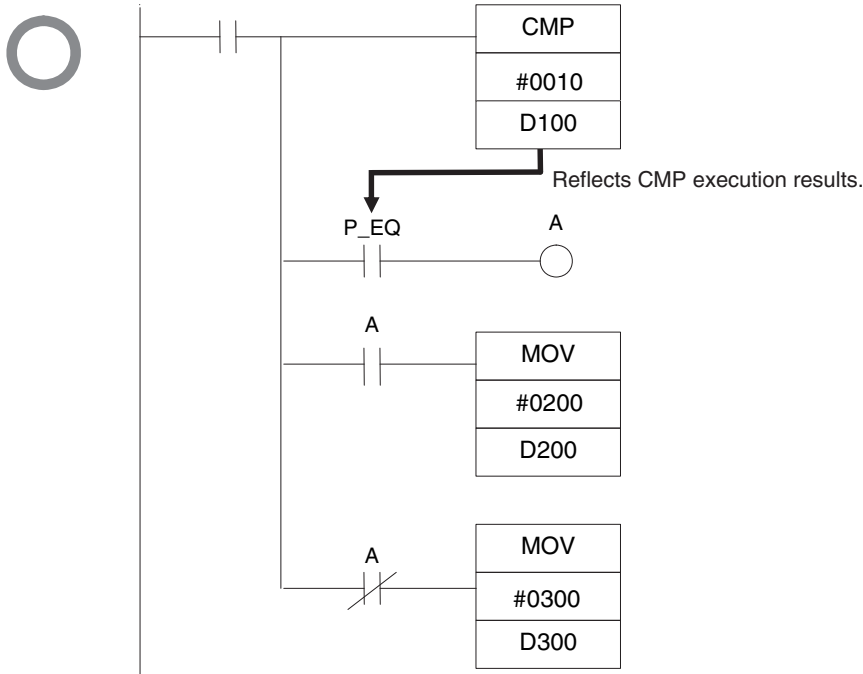 CMP
#0010
D100
Reflects CMP execution results.
P_EQ
A
A
MOV
#0200
D200
A
MOV
#0300
D300